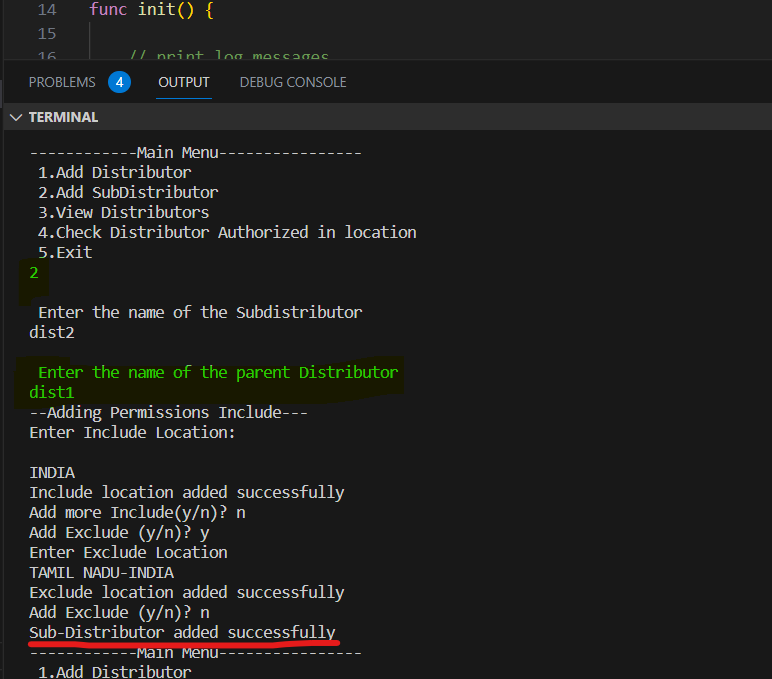 14 func init() {
15
16 // print log messages
PROBLEMS 4 OUTPUT DEBUG CONSOLE
TERMINAL
------------Main Menu----------------
1.Add Distributor
2.Add SubDistributor
3.View Distributors
4.Check Distributor Authorized in location
5.Exit
2
Enter the name of the Subdistributor
dist2
Enter the name of the parent Distributor
dist1
--Adding Permissions Include---
Enter Include Location:
INDIA
Include location added successfully
Add more Include(y/n)? n
Add Exclude (y/n)? y
Enter Exclude Location
TAMIL NADU-INDIA
Exclude location added successfully
Add Exclude (y/n)? n
Sub-Distributor added successfully
------------Main Menu----------------
1.Add Distributor